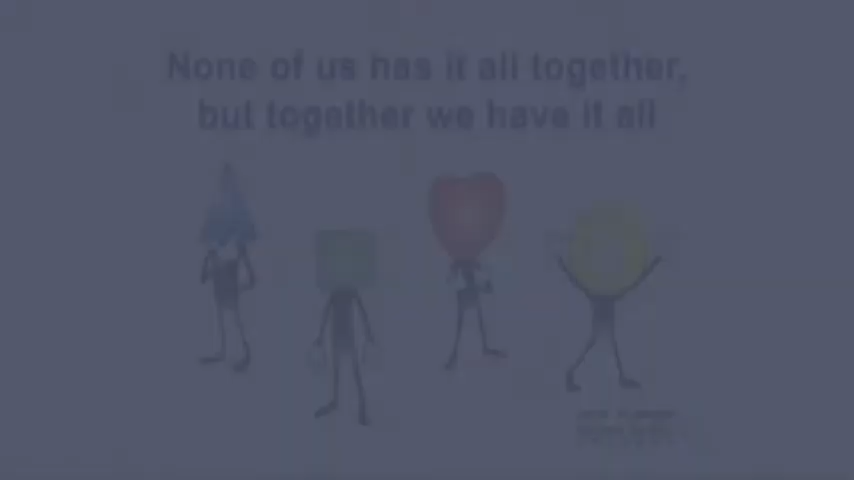 None of us has it all together,
but together we have it all